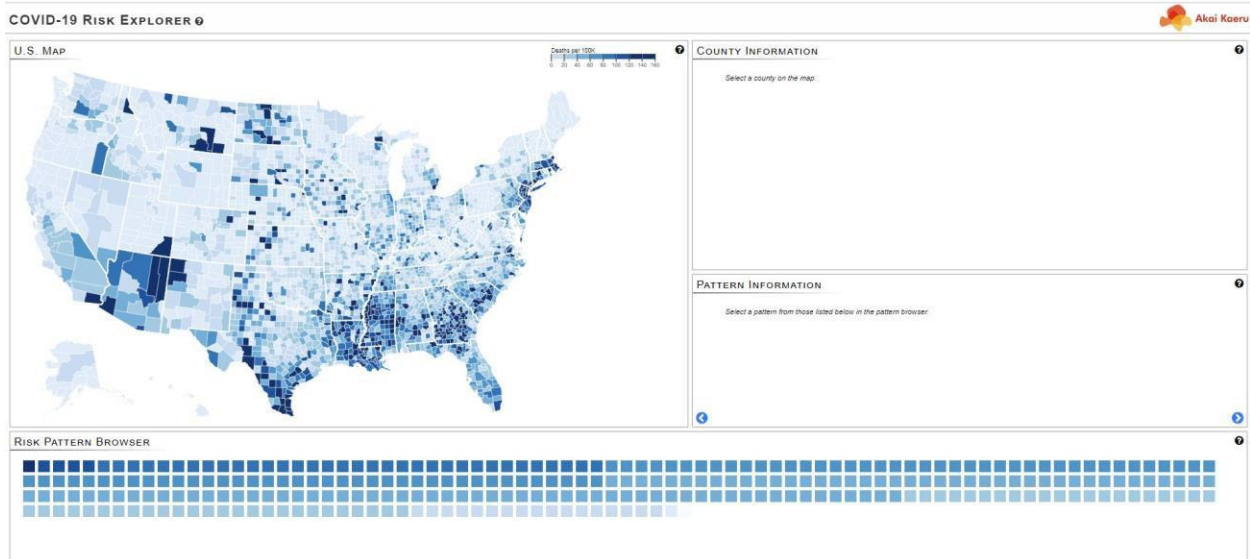 COVID-19 RISK EXPLORER ?
Akai Kaeru
U.S. MAP
Deaths per 100K
0 20 40 60 80 100 120 140 160
?
COUNTY INFORMATION
?
Select a county on the map.
PATTERN INFORMATION
?
Select a pattern from those listed below in the pattern browser.
RISK PATTERN BROWSER
?